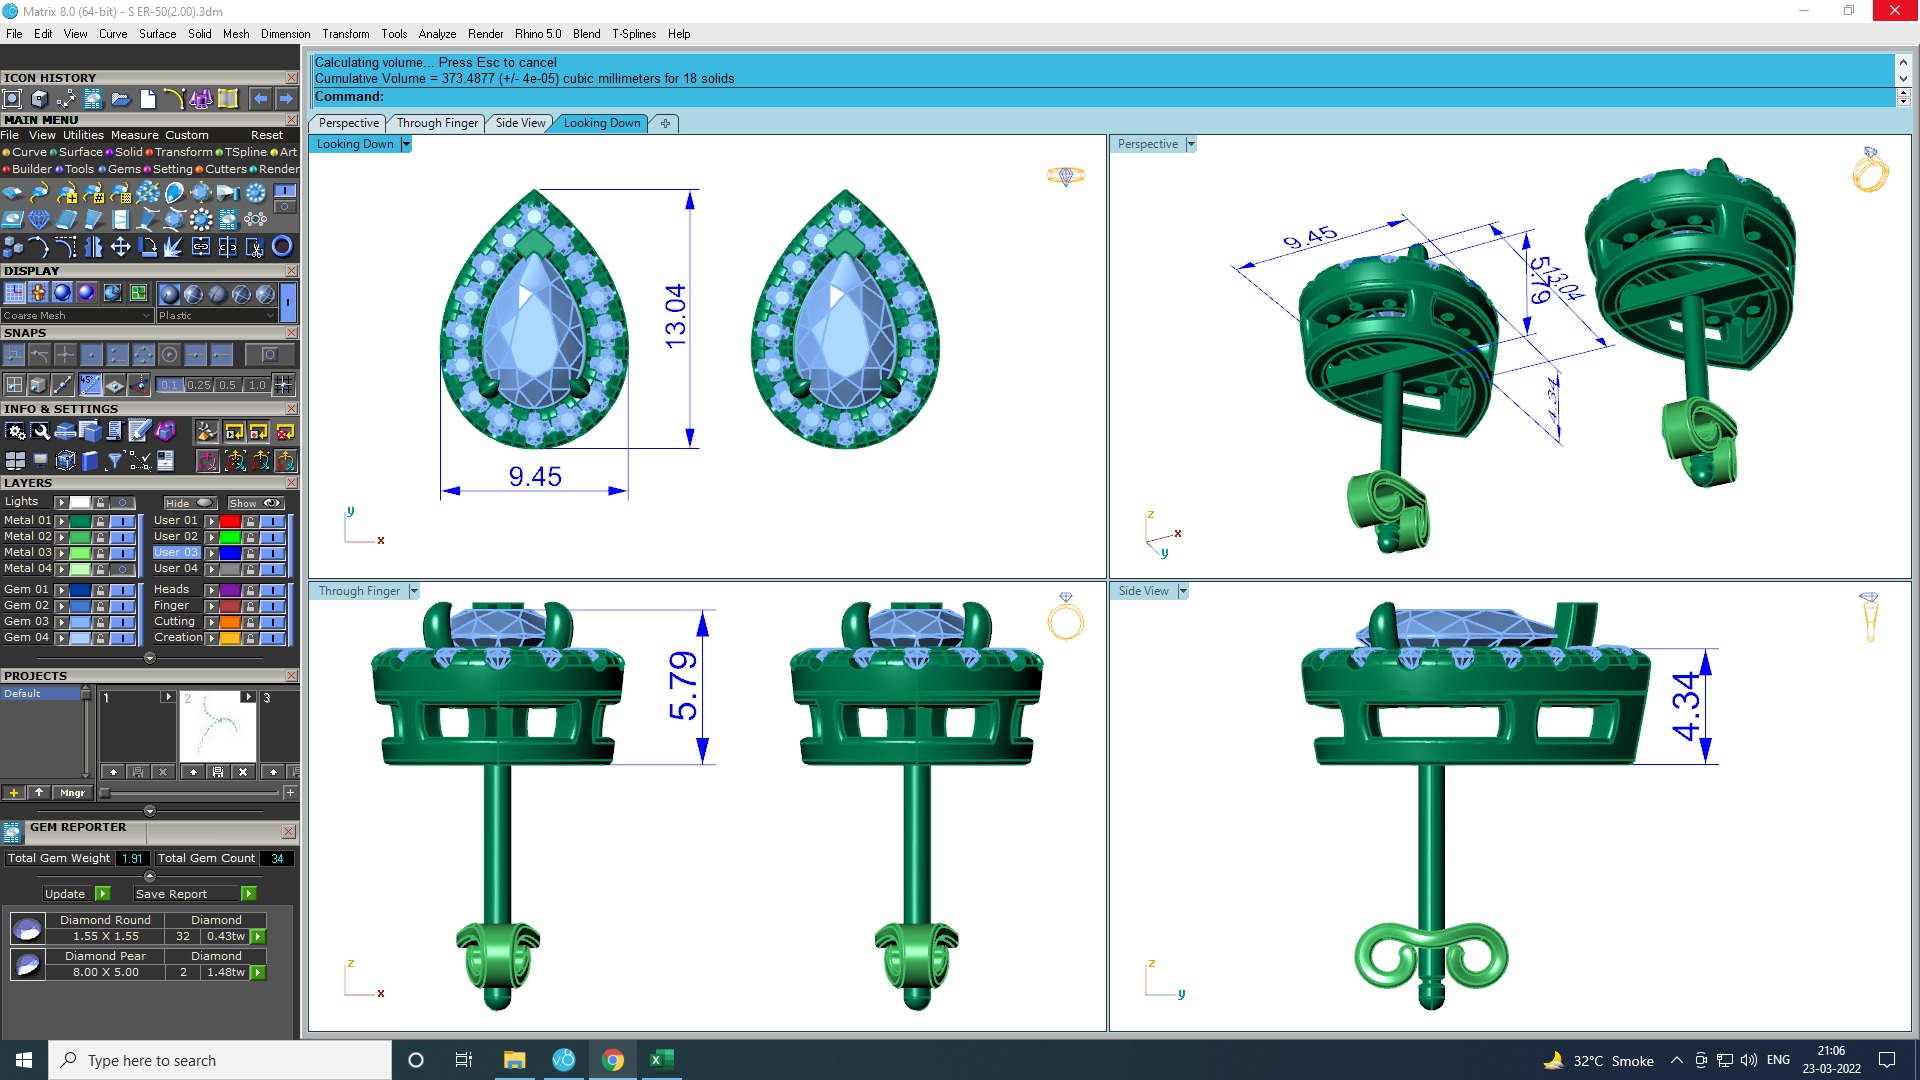 Matrix 8.0 (64-bit) - S ER-50(2.00).3dm
File Edit View Curve Surface Solid Mesh Dimension Transform Tools Analyze Render Rhino 5.0 Blend T-Splines Help
Calculating volume... Press Esc to cancel
Cumulative Volume = 373.4877 (+/- 4e-05) cubic millimeters for 18 solids
Command:
Perspective Through Finger Side View Looking Down
ICON HISTORY
MAIN MENU
File View Utilities Measure Custom Reset
Curve Surface Solid Transform TSpline Art
Builder Tools Gems Setting Cutters Render
DISPLAY
Coarse Mesh Plastic
SNAPS
45°
0.1 0.25 0.5 1.0
INFO & SETTINGS
LAYERS
Lights Hide Show
Metal 01 User 01
Metal 02 User 02
Metal 03 User 03
Metal 04 User 04
Gem 01 Heads
Gem 02 Finger
Gem 03 Cutting
Gem 04 Creation
PROJECTS
Default
1 2 3
Mngr
GEM REPORTER
Total Gem Weight 1.91 Total Gem Count 34
Update Save Report
Diamond Round Diamond
1.55 X 1.55 32 0.43tw
Diamond Pear Diamond
8.00 X 5.00 2 1.48tw
Looking Down
13.04
9.45
y
x
Perspective
9.45
5.79
13.04
4.34
z
x
y
Through Finger
5.79
z
x
Side View
4.34
z
y
Type here to search
32°C Smoke
ENG
21:06
23-03-2022